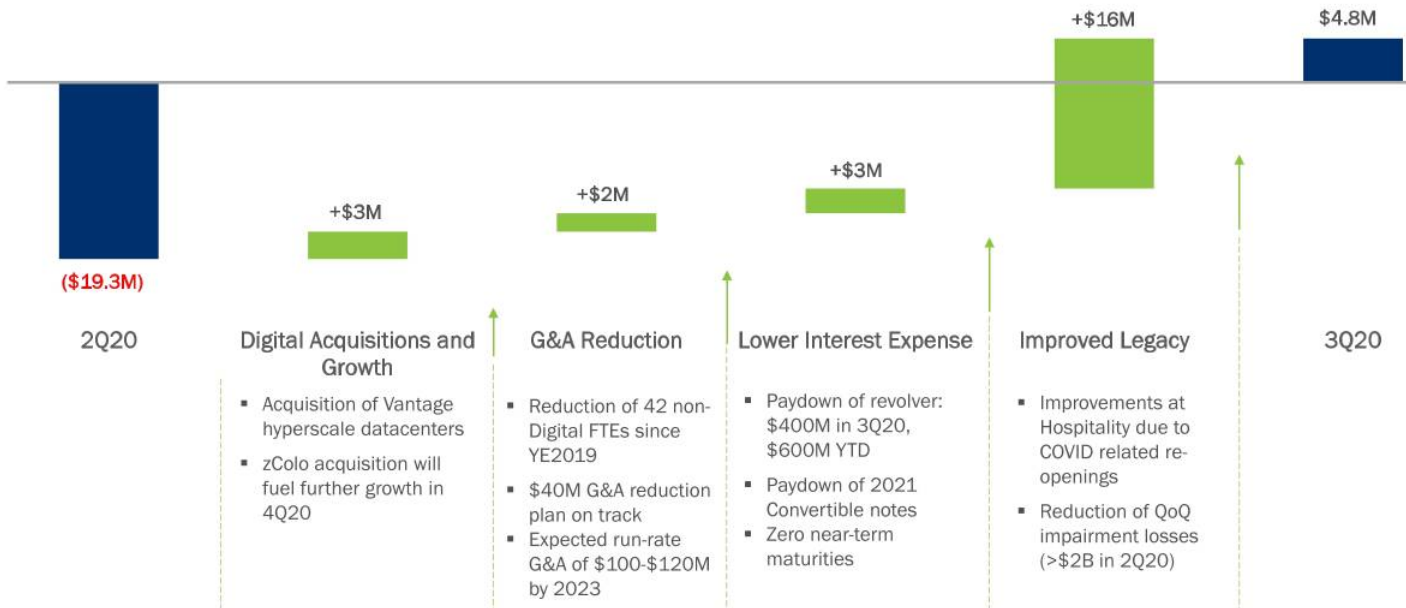 +$16M
$4.8M
+$3M
+$2M
+$3M
($19.3M)
2Q20
Digital Acquisitions and
Growth
▪ Acquisition of Vantage
hyperscale datacenters
▪ zColo acquisition will
fuel further growth in
4Q20
G&A Reduction
▪ Reduction of 42 non-
Digital FTEs since
YE2019
▪ $40M G&A reduction
plan on track
▪ Expected run-rate
G&A of $100-$120M
by 2023
Lower Interest Expense
▪ Paydown of revolver:
$400M in 3Q20,
$600M YTD
▪ Paydown of 2021
Convertible notes
▪ Zero near-term
maturities
Improved Legacy
▪ Improvements at
Hospitality due to
COVID related re-
openings
▪ Reduction of QoQ
impairment losses
(>$2B in 2Q20)
3Q20